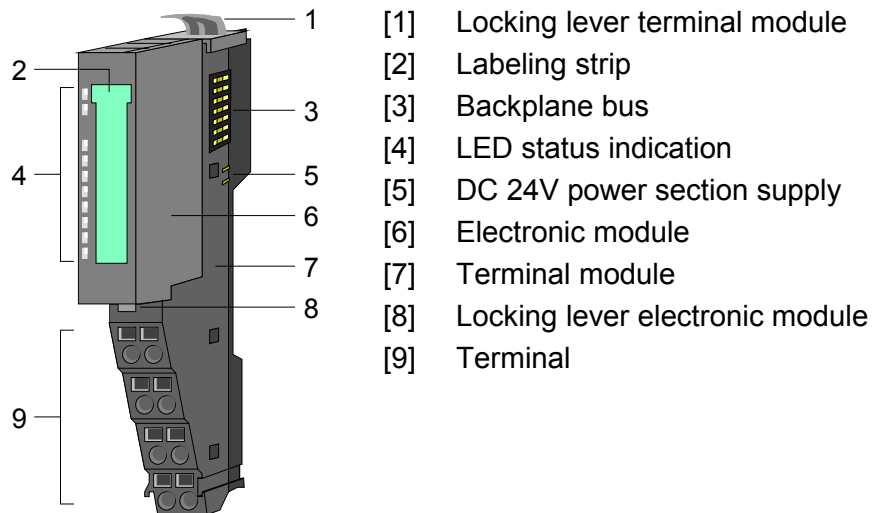 1
2
3
4
5
6
7
8
9
[1] Locking lever terminal module
[2] Labeling strip
[3] Backplane bus
[4] LED status indication
[5] DC 24V power section supply
[6] Electronic module
[7] Terminal module
[8] Locking lever electronic module
[9] Terminal